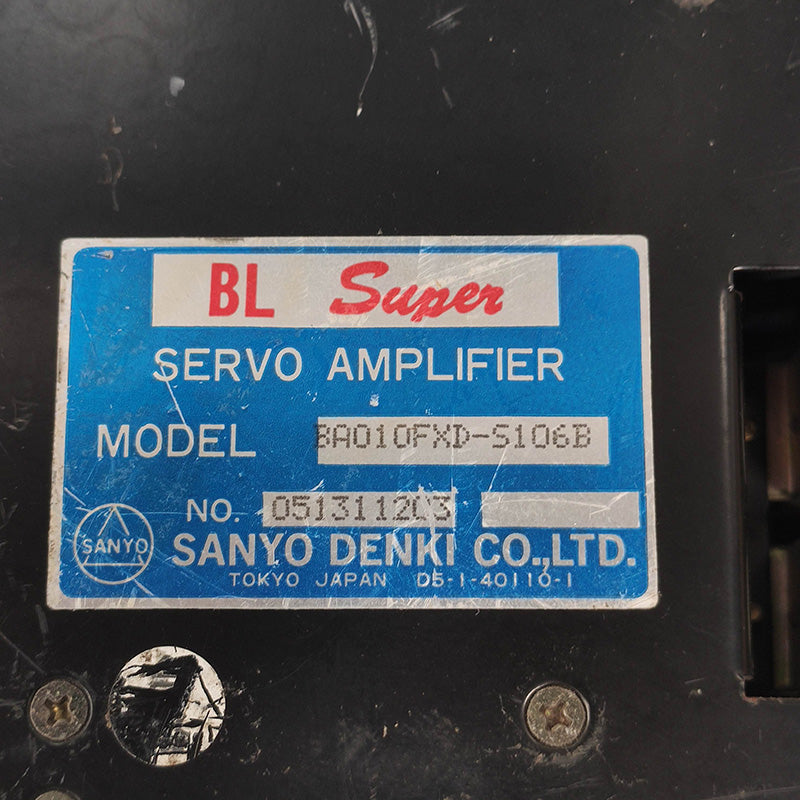 BL Super
SERVO AMPLIFIER
MODEL BA010FXD-S106B
NO. 0513112C3
SANYO
SANYO DENKI CO.,LTD.
TOKYO JAPAN D5-1-40110-1